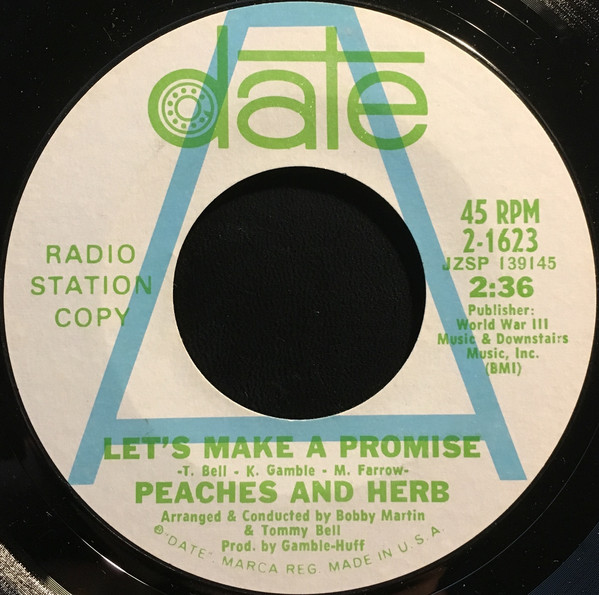 date
A
RADIO
STATION
COPY
45 RPM
2-1623
JZSP 139145
2:36
Publisher:
World War III
Music & Downstairs
Music, Inc.
(BMI)
LET'S MAKE A PROMISE
-T. Bell - K. Gamble - M. Farrow-
PEACHES AND HERB
Arranged & Conducted by Bobby Martin
& Tommy Bell
Prod. by Gamble-Huff
℗"DATE", MARCA REG. MADE IN U.S.A.